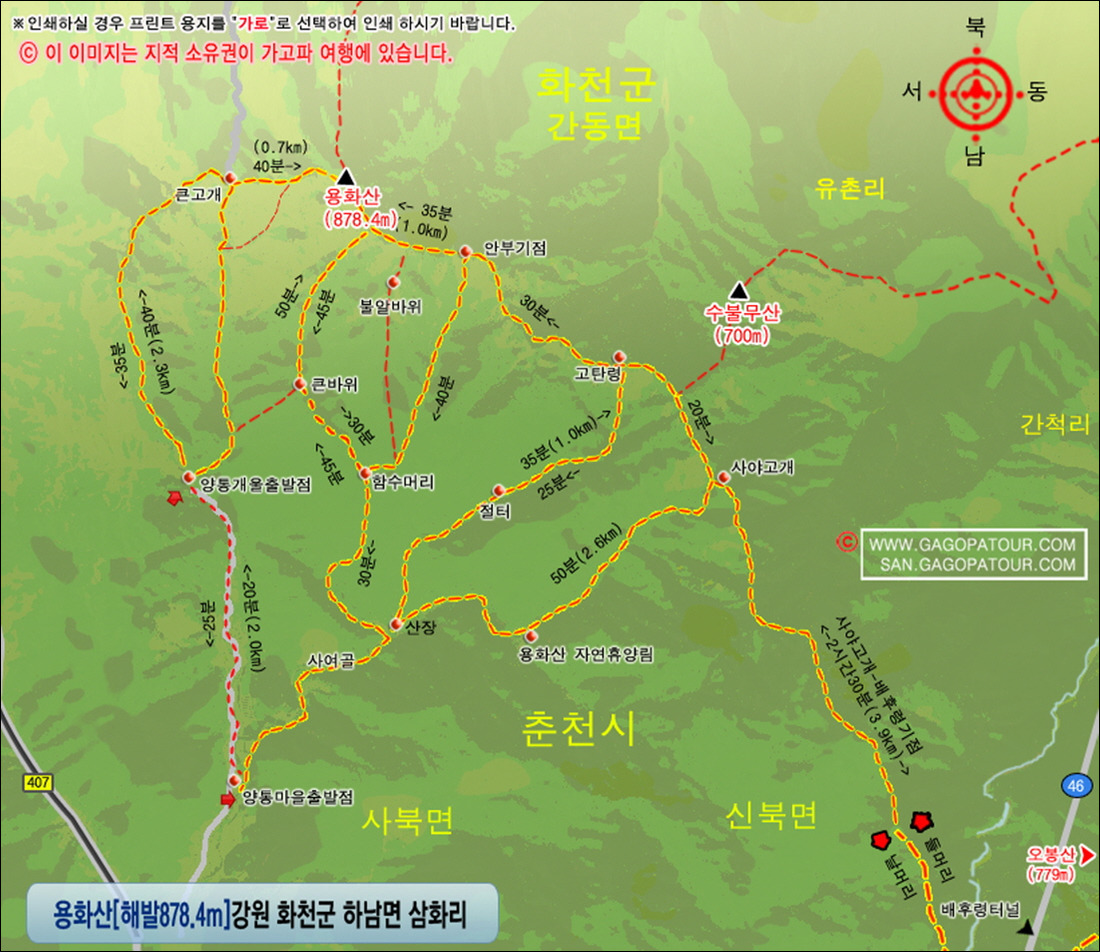 ※ 인쇄하실 경우 프린트 용지를 "가로"로 선택하여 인쇄 하시기 바랍니다.
ⓒ 이 이미지는 지적 소유권이 가고파 여행에 있습니다.
북
서
동
남
화천군
간동면
(0.7km)
40분->
큰고개
용화산
(878.4m)
<- 35분
(1.0km)
안부기점
유촌리
불알바위
50분->
<-45분
<-40분(2.3km)
<-35분
30분<-
수불무산
(700m)
고탄령
큰바위
<-40분
->30분
<-45분
20분->
간척리
35분(1.0km)->
25분<-
사야고개
양통개울출발점
함수머리
절터
50분(2.6km)
30분<-
ⓒ
WWW.GAGOPATOUR.COM
SAN.GAGOPATOUR.COM
<-20분(2.0km)
<-25분
산장
사여골
용화산 자연휴양림
사야고개-배후령기점
<-2시간30분(3.9km)->
춘천시
407
양통마을출발점
사북면
신북면
46
들머리
날머리
오봉산
(779m)
배후령터널
용화산[해발878.4m]강원 화천군 하남면 삼화리